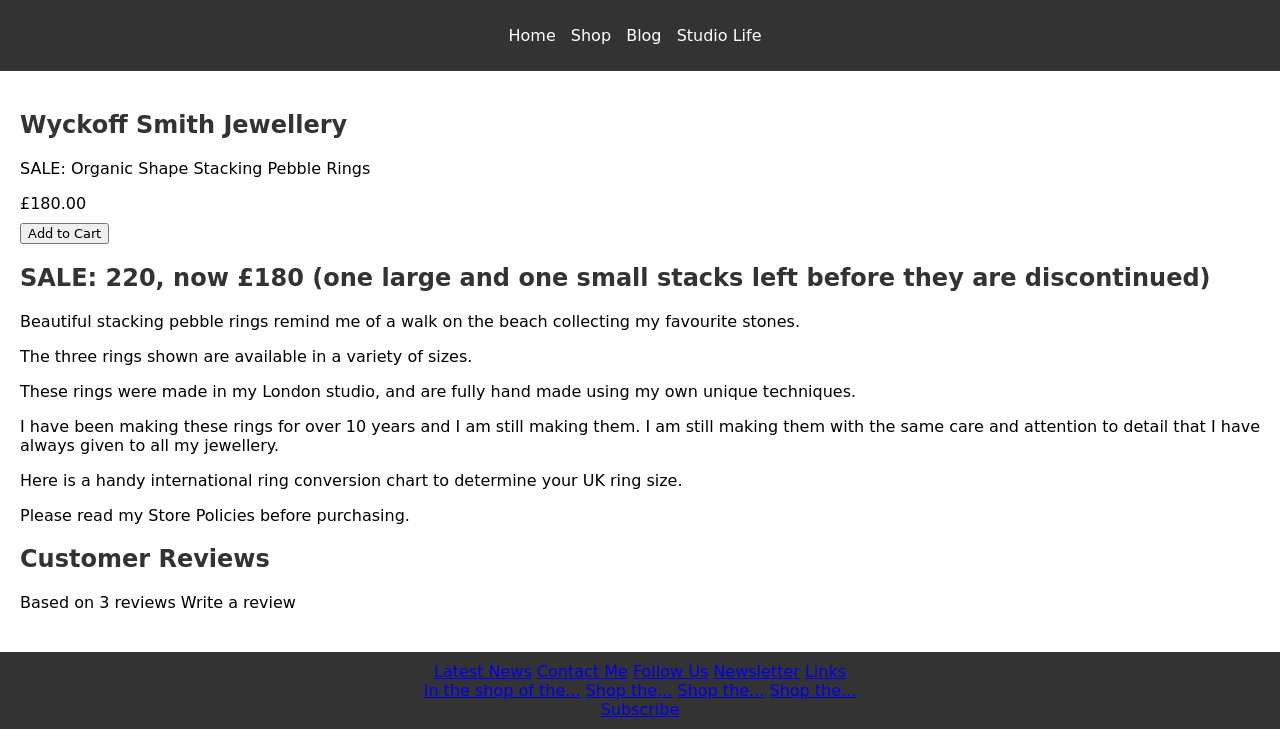 Home Shop Blog Studio Life
Wyckoff Smith Jewellery
SALE: Organic Shape Stacking Pebble Rings
£180.00
Add to Cart
SALE: 220, now £180 (one large and one small stacks left before they are discontinued)
Beautiful stacking pebble rings remind me of a walk on the beach collecting my favourite stones.
The three rings shown are available in a variety of sizes.
These rings were made in my London studio, and are fully hand made using my own unique techniques.
I have been making these rings for over 10 years and I am still making them. I am still making them with the same care and attention to detail that I have
always given to all my jewellery.
Here is a handy international ring conversion chart to determine your UK ring size.
Please read my Store Policies before purchasing.
Customer Reviews
Based on 3 reviews Write a review
Latest News Contact Me Follow Us Newsletter Links
In the shop of the... Shop the... Shop the... Shop the...
Subscribe